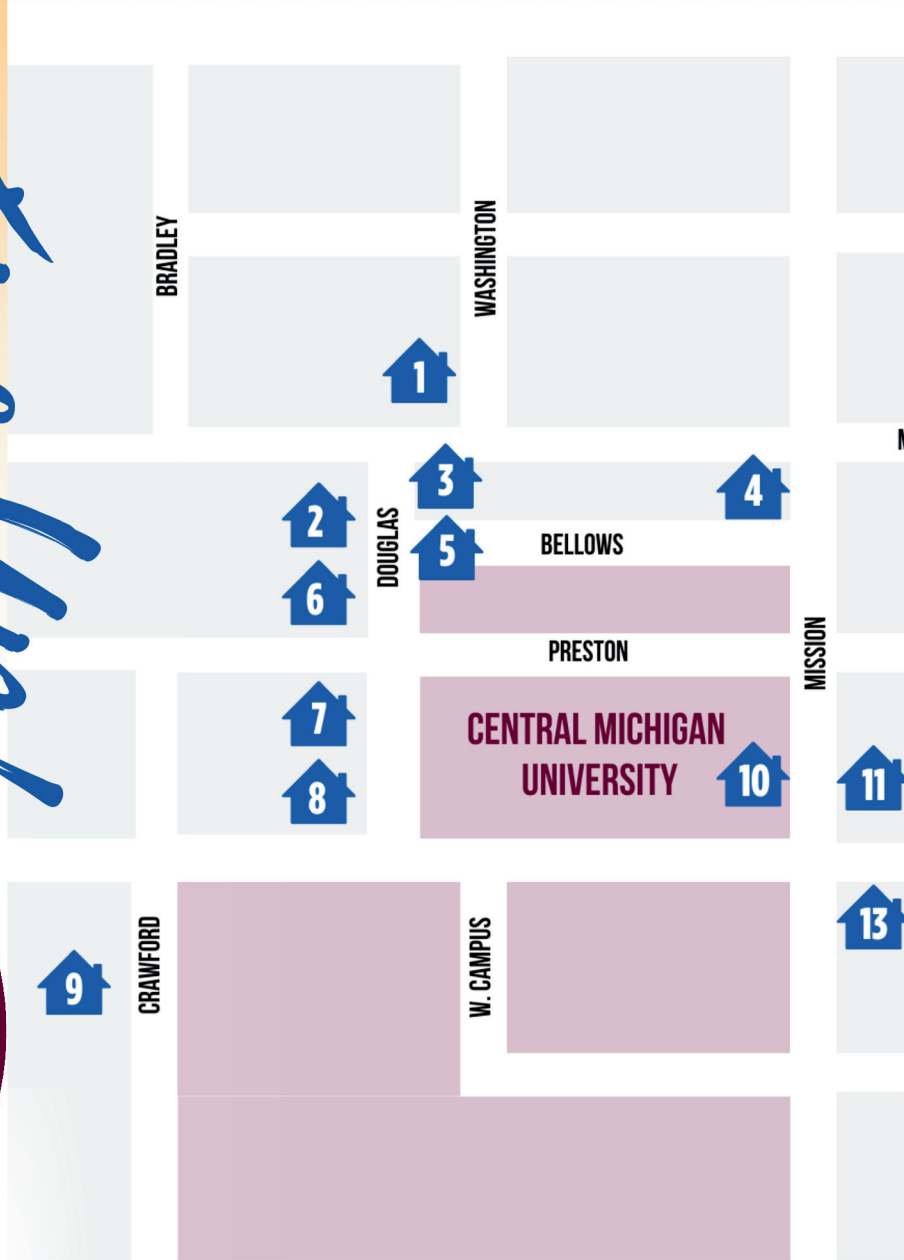 BRADLEY
WASHINGTON
1
3
4
2
DOUGLAS
5
BELLOWS
6
PRESTON
MISSION
7
CENTRAL MICHIGAN
UNIVERSITY
8
10
11
13
CRAWFORD
W. CAMPUS
9